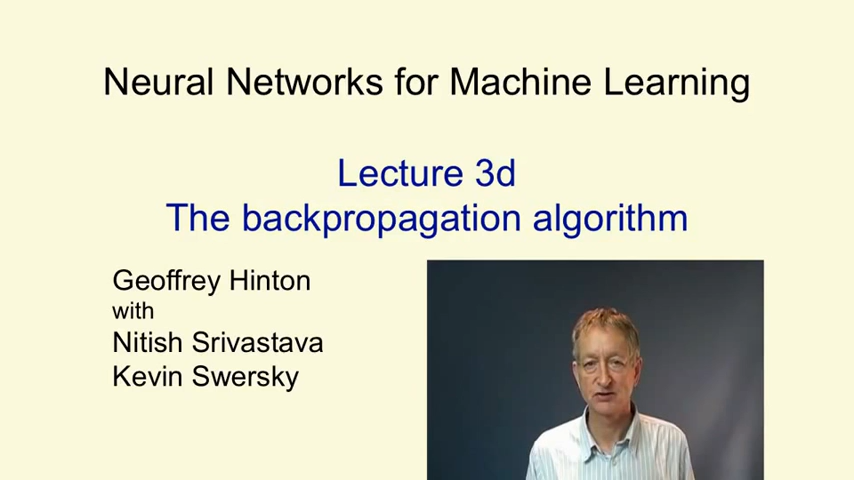 Neural Networks for Machine Learning
Lecture 3d
The backpropagation algorithm
Geoffrey Hinton
with
Nitish Srivastava
Kevin Swersky